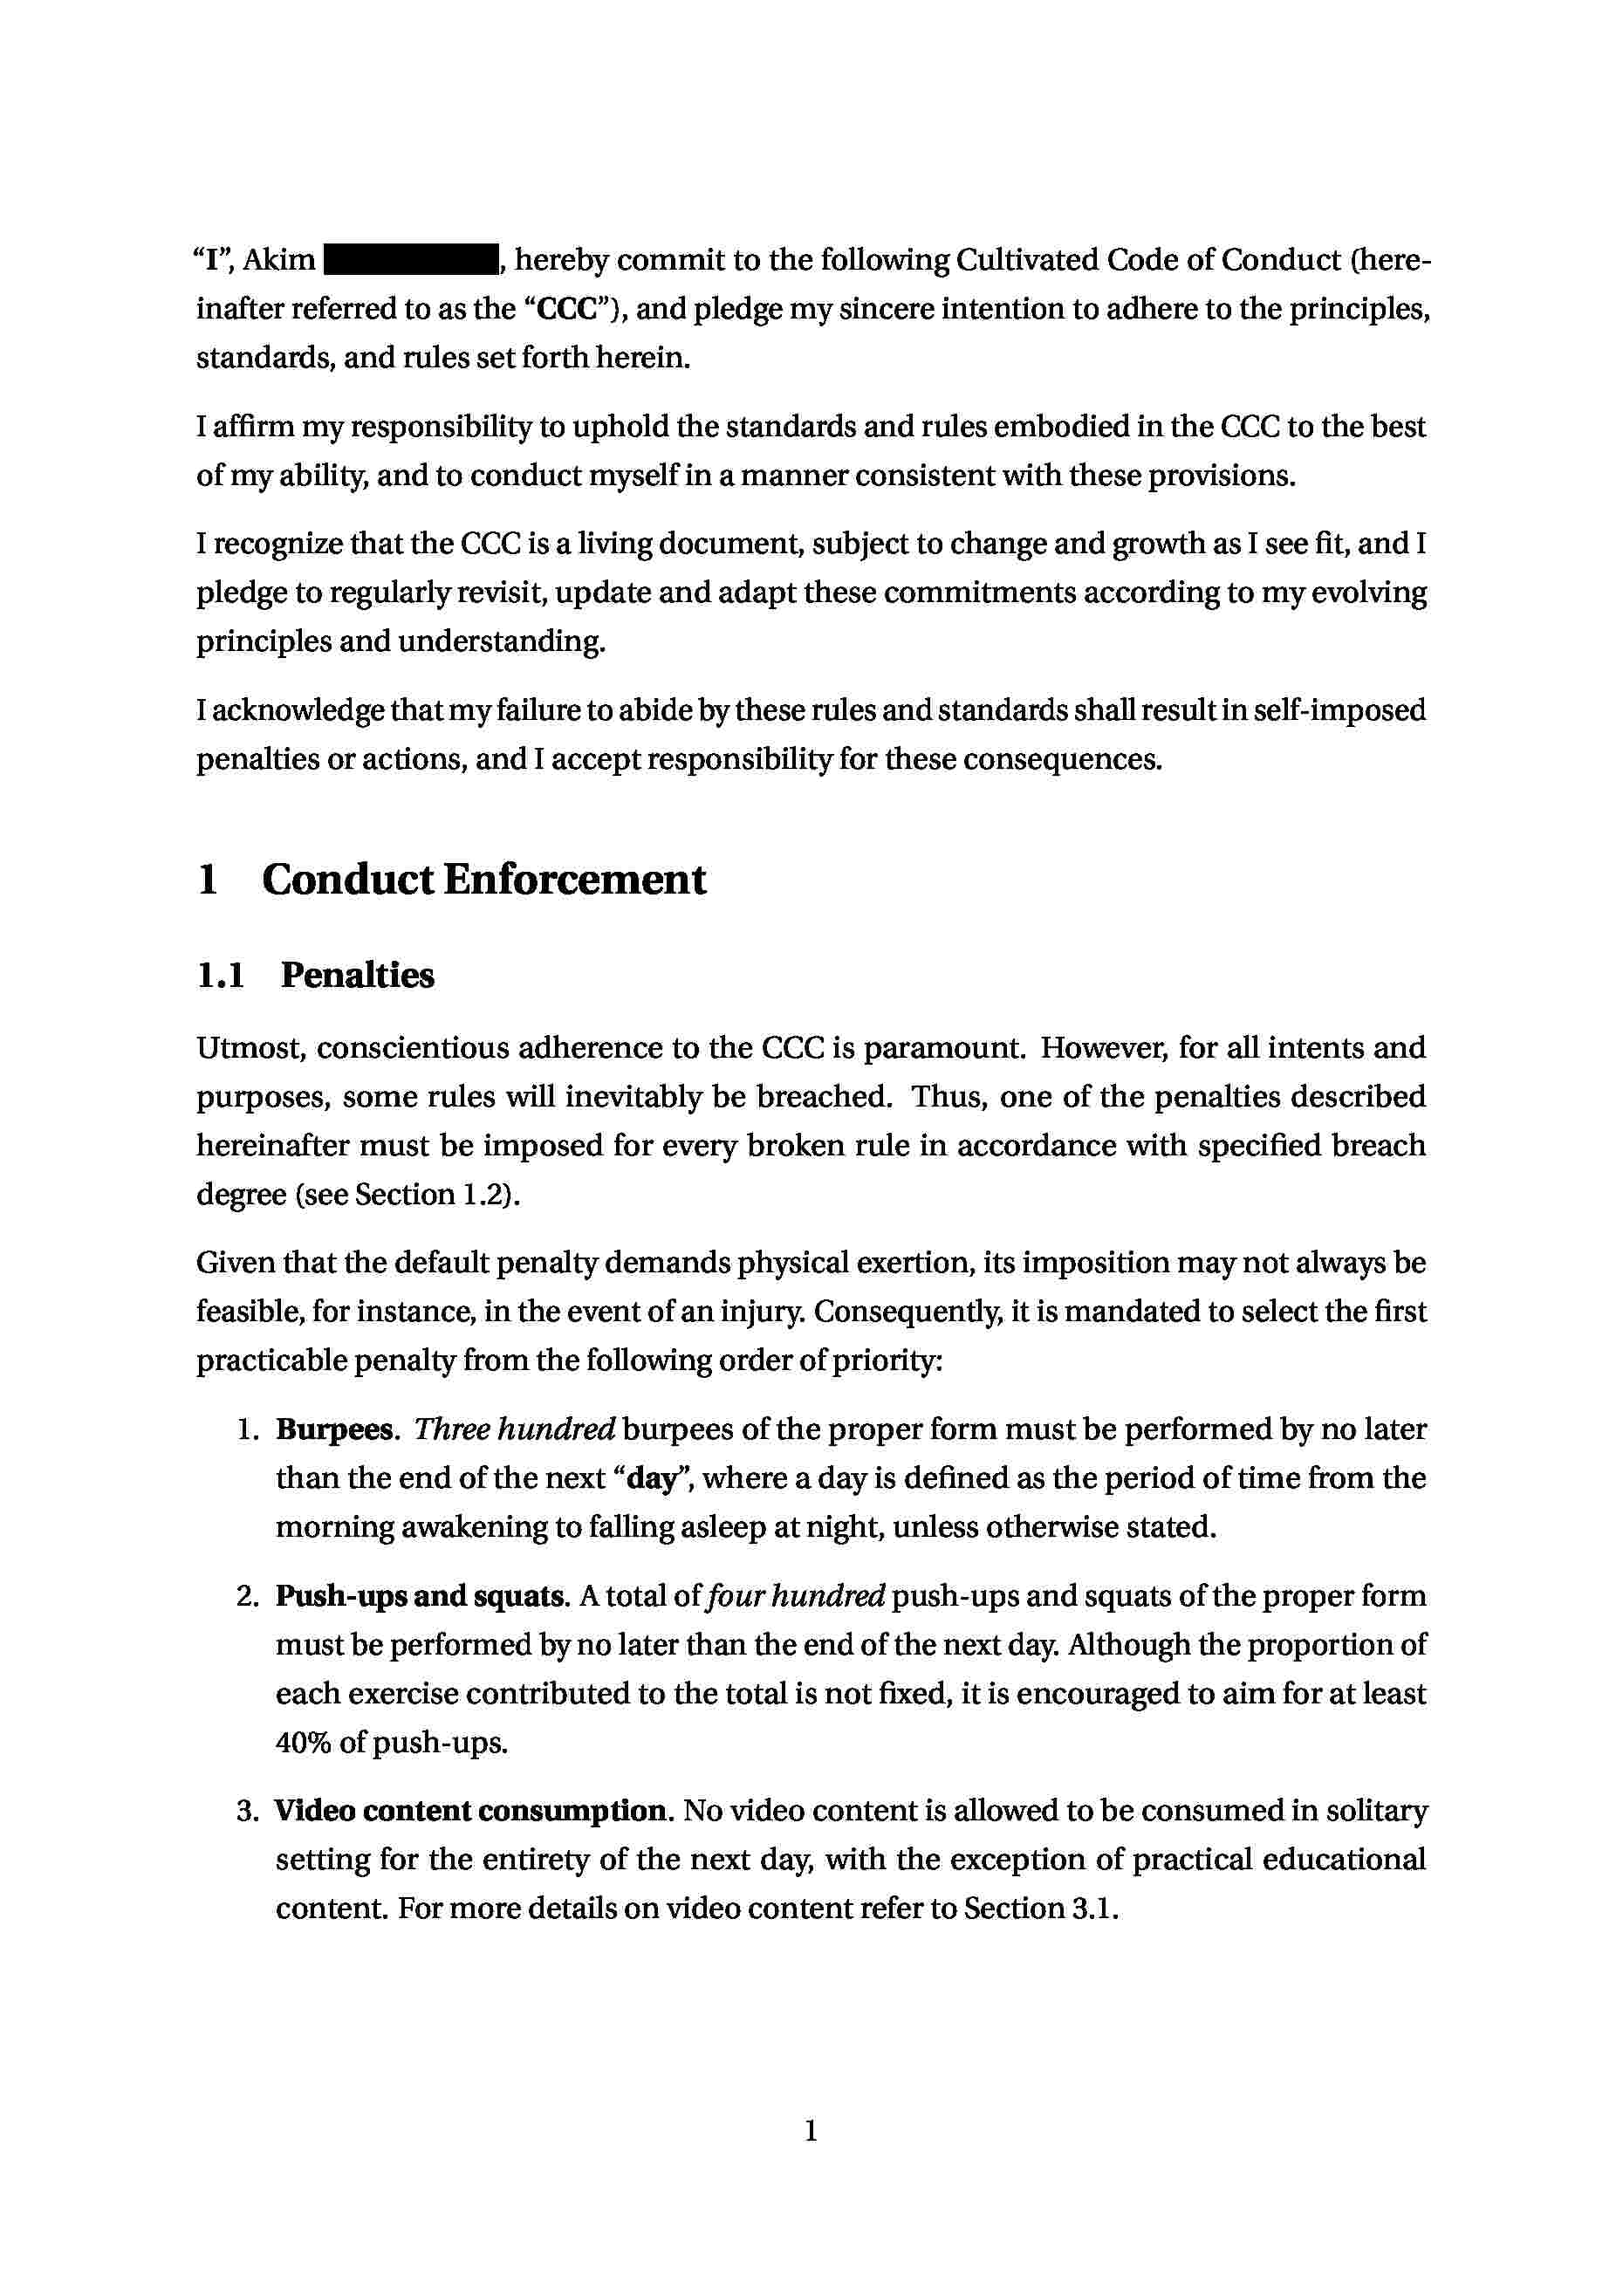 “I”, Akim , hereby commit to the following Cultivated Code of Conduct (here-
inafter referred to as the “CCC”), and pledge my sincere intention to adhere to the principles,
standards, and rules set forth herein.
I affirm my responsibility to uphold the standards and rules embodied in the CCC to the best
of my ability, and to conduct myself in a manner consistent with these provisions.
I recognize that the CCC is a living document, subject to change and growth as I see fit, and I
pledge to regularly revisit, update and adapt these commitments according to my evolving
principles and understanding.
I acknowledge that my failure to abide by these rules and standards shall result in self-imposed
penalties or actions, and I accept responsibility for these consequences.
1 Conduct Enforcement
1.1 Penalties
Utmost, conscientious adherence to the CCC is paramount. However, for all intents and
purposes, some rules will inevitably be breached. Thus, one of the penalties described
hereinafter must be imposed for every broken rule in accordance with specified breach
degree (see Section 1.2).
Given that the default penalty demands physical exertion, its imposition may not always be
feasible, for instance, in the event of an injury. Consequently, it is mandated to select the first
practicable penalty from the following order of priority:
1. Burpees. Three hundred burpees of the proper form must be performed by no later
than the end of the next “day”, where a day is defined as the period of time from the
morning awakening to falling asleep at night, unless otherwise stated.
2. Push-ups and squats. A total of four hundred push-ups and squats of the proper form
must be performed by no later than the end of the next day. Although the proportion of
each exercise contributed to the total is not fixed, it is encouraged to aim for at least
40% of push-ups.
3. Video content consumption. No video content is allowed to be consumed in solitary
setting for the entirety of the next day, with the exception of practical educational
content. For more details on video content refer to Section 3.1.
1